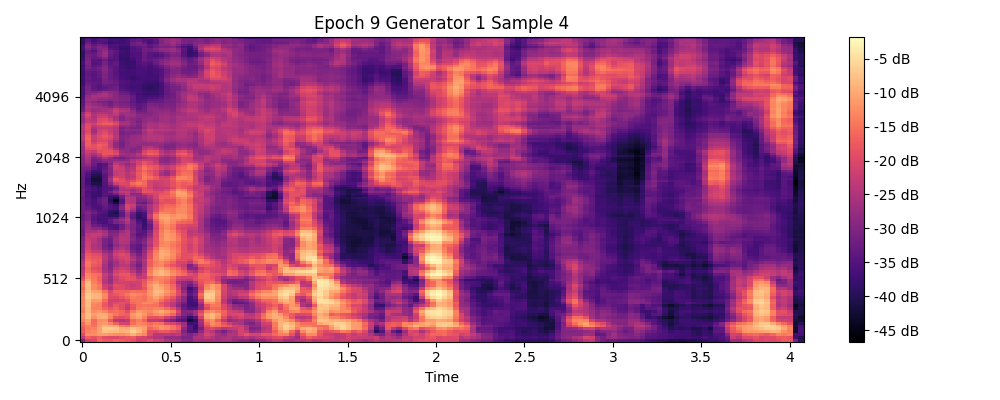 Epoch 9 Generator 1 Sample 4
Hz
4096
2048
1024
512
0
0 0.5 1 1.5 2 2.5 3 3.5 4
Time
-5 dB
-10 dB
-15 dB
-20 dB
-25 dB
-30 dB
-35 dB
-40 dB
-45 dB